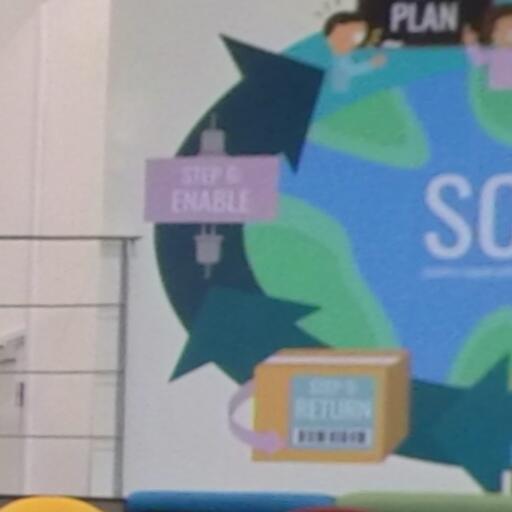 PLAN
STEP 6:
ENABLE
SC
STEP 5:
RETURN